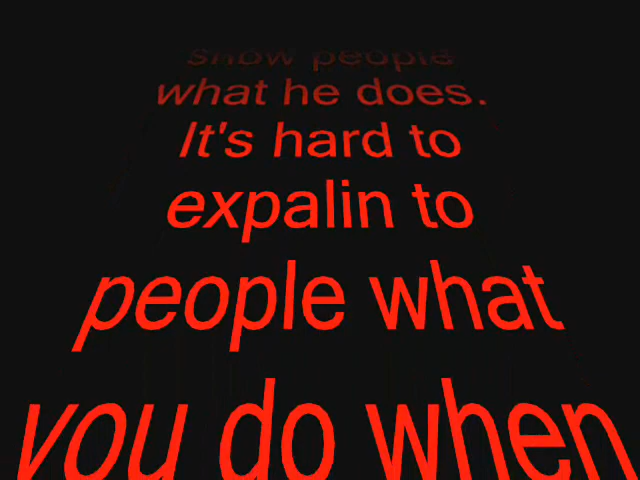 show people
what he does.
It's hard to
expalin to
people what
you do when